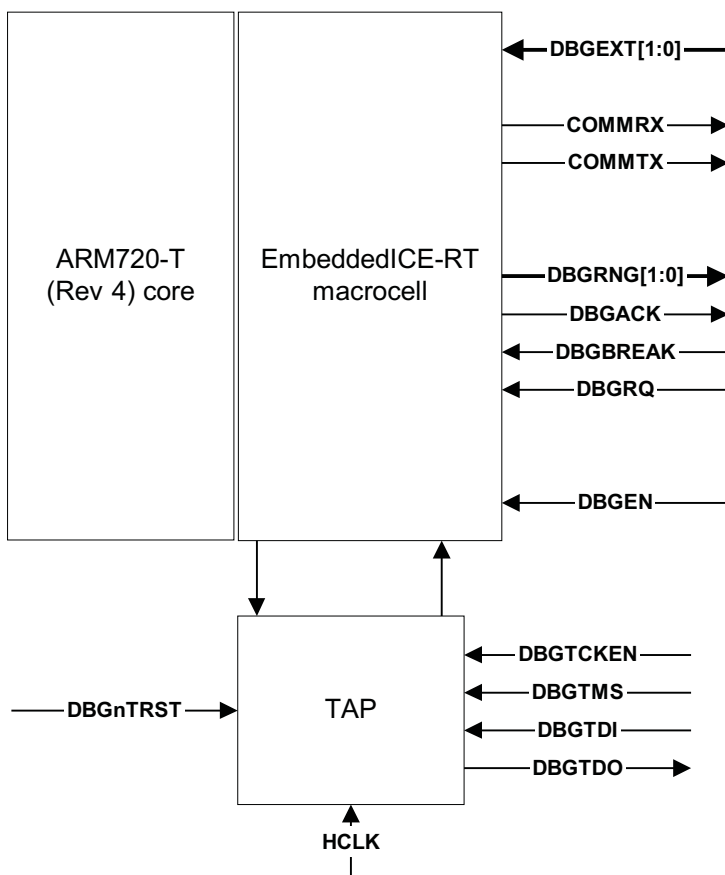 DBGEXT[1:0]
COMMRX
COMMTX
ARM720-T
(Rev 4) core
EmbeddedICE-RT
macrocell
DBGRNG[1:0]
DBGACK
DBGBREAK
DBGRQ
DBGEN
DBGTCKEN
DBGTMS
DBGnTRST
TAP
DBGTDI
DBGTDO
HCLK